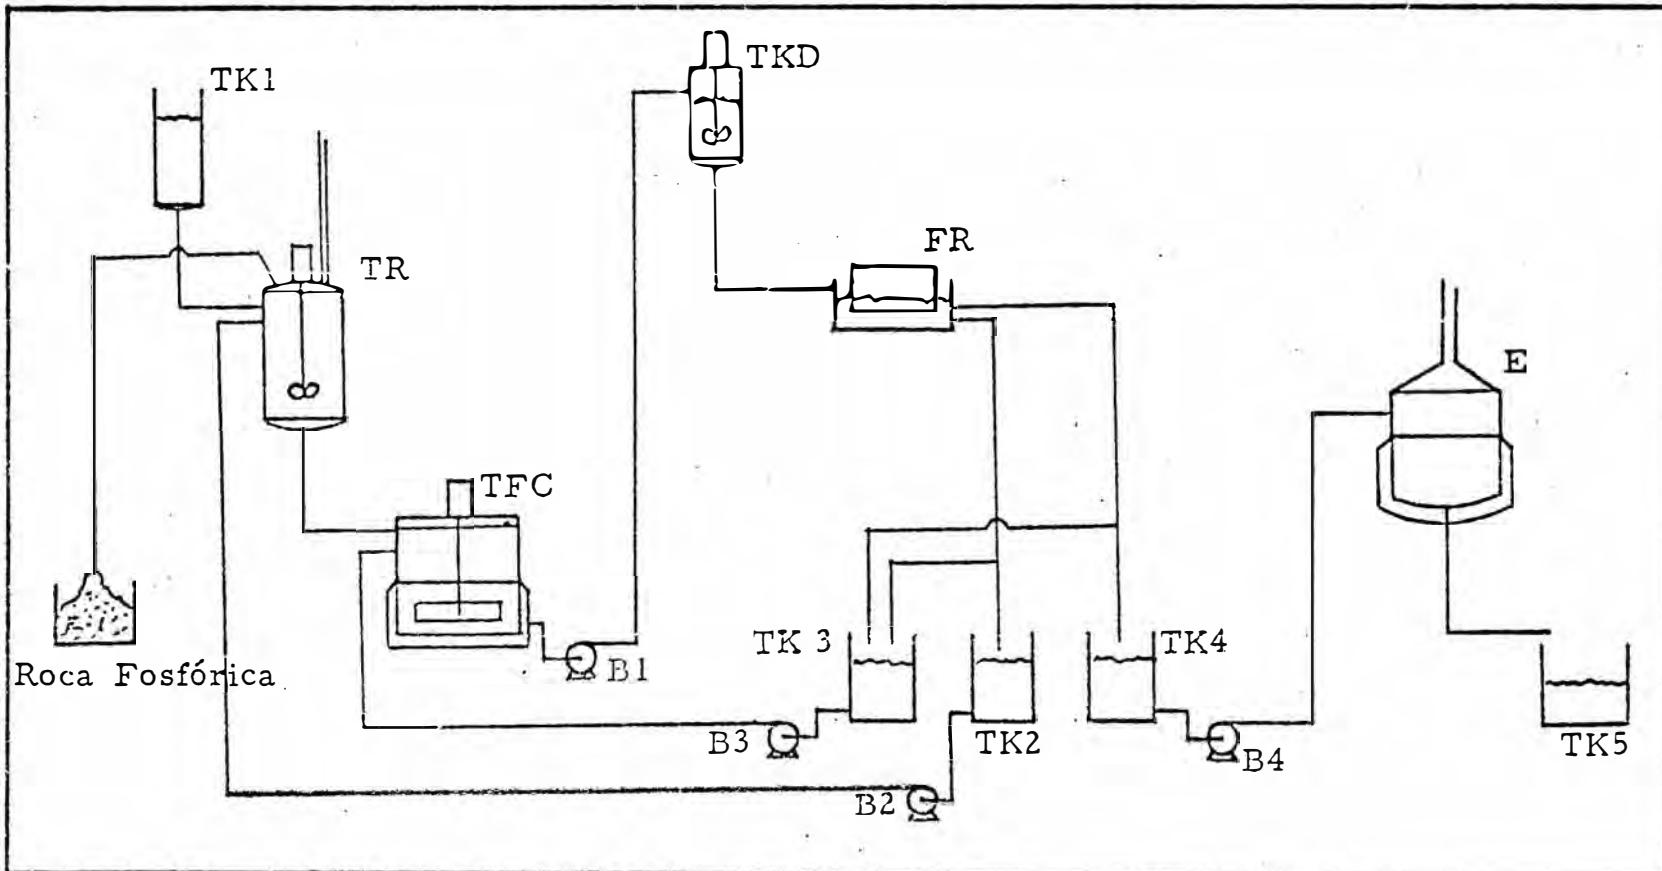 TK1
TKD
TR
FR
E
TFC
Roca Fosfórica
B1
TK 3
TK2
TK4
TK5
B3
B2
B4